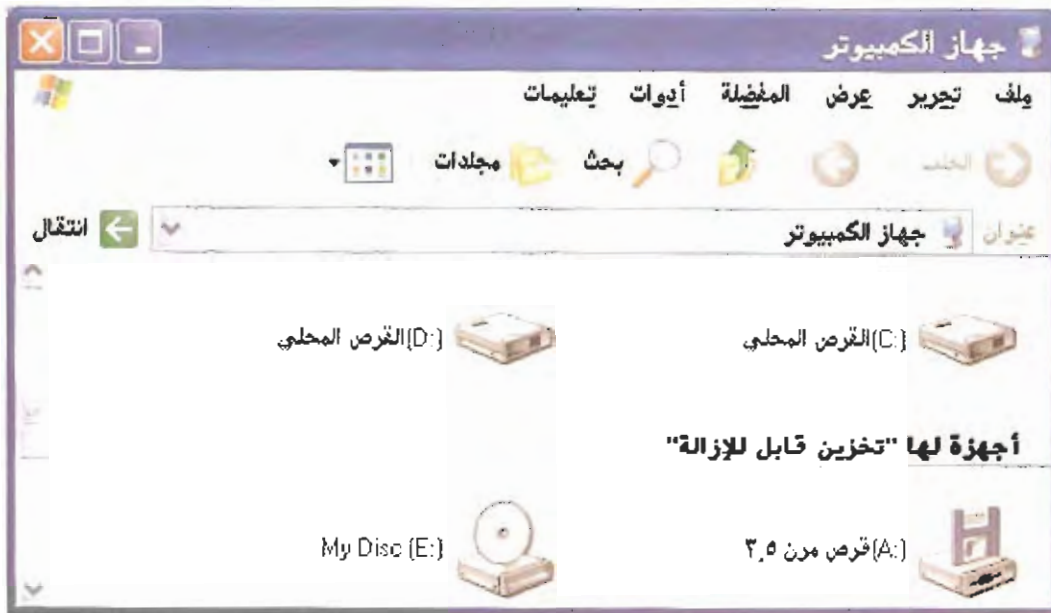 جهاز الكمبيوتر
ملف تحرير عرض المفضلة أدوات تعليمات
الخلف بحث مجلدات
عنوان جهاز الكمبيوتر انتقال
(C:)القرص المحلي (D:)القرص المحلي
أجهزة لها "تخزين قابل للإزالة"
(A:)قرص مرن ٣٫٥ My Disc (E:)